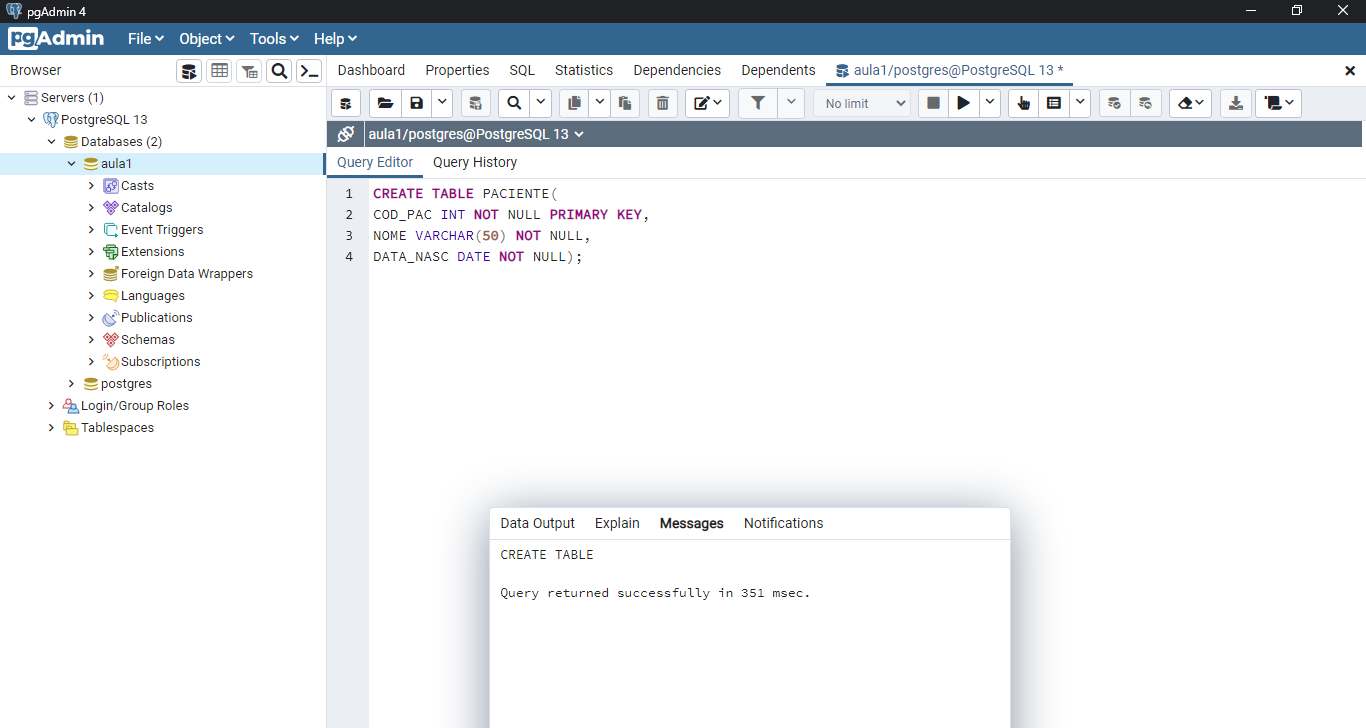 pgAdmin 4
pgAdmin File Object Tools Help
Browser
Dashboard Properties SQL Statistics Dependencies Dependents aula1/postgres@PostgreSQL 13 *
No limit
aula1/postgres@PostgreSQL 13
Query Editor Query History
Servers (1)
PostgreSQL 13
Databases (2)
aula1
Casts
Catalogs
Event Triggers
Extensions
Foreign Data Wrappers
Languages
Publications
Schemas
Subscriptions
postgres
Login/Group Roles
Tablespaces
1 CREATE TABLE PACIENTE(
2 COD_PAC INT NOT NULL PRIMARY KEY,
3 NOME VARCHAR(50) NOT NULL,
4 DATA_NASC DATE NOT NULL);
Data Output Explain Messages Notifications
CREATE TABLE
Query returned successfully in 351 msec.